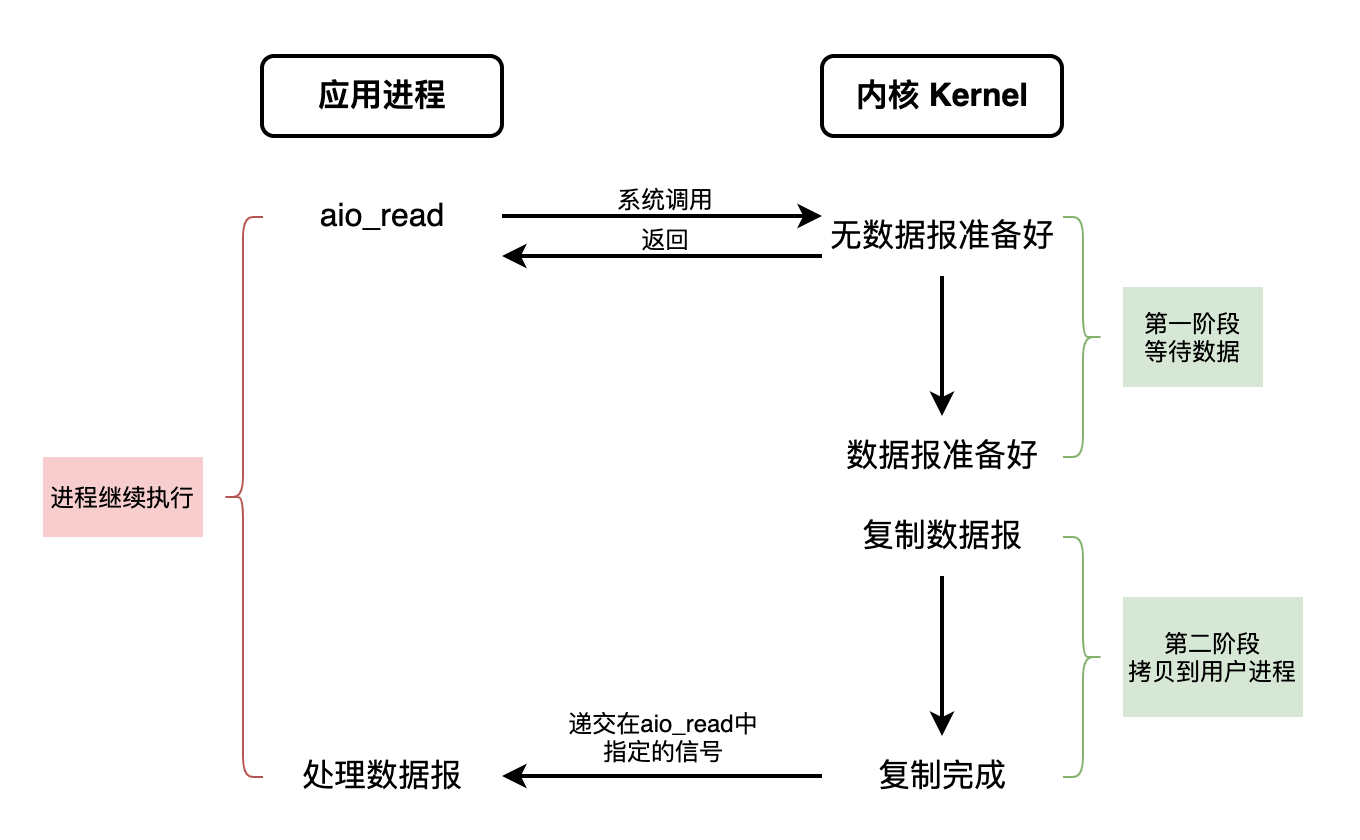 应用进程
内核 Kernel
aio_read
系统调用
返回
无数据报准备好
第一阶段
等待数据
数据报准备好
进程继续执行
复制数据报
第二阶段
拷贝到用户进程
递交在aio_read中
指定的信号
处理数据报
复制完成